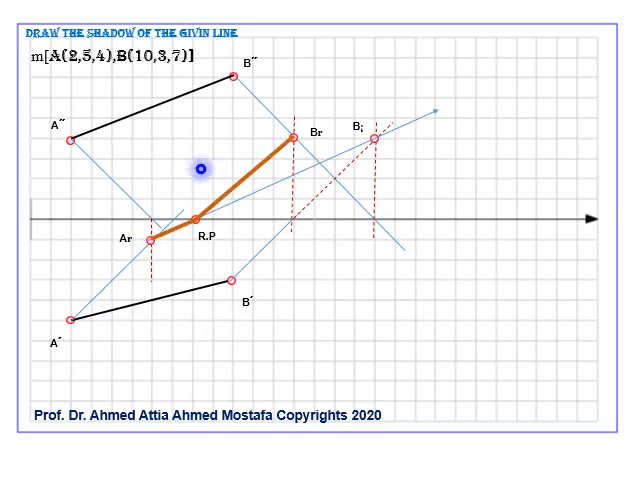 DRAW THE SHADOW OF THE GIVIN LINE
m[A(2,5,4),B(10,3,7)]
B˝
A˝
Br
Bi
Ar
R.P
B´
A´
Prof. Dr. Ahmed Attia Ahmed Mostafa Copyrights 2020